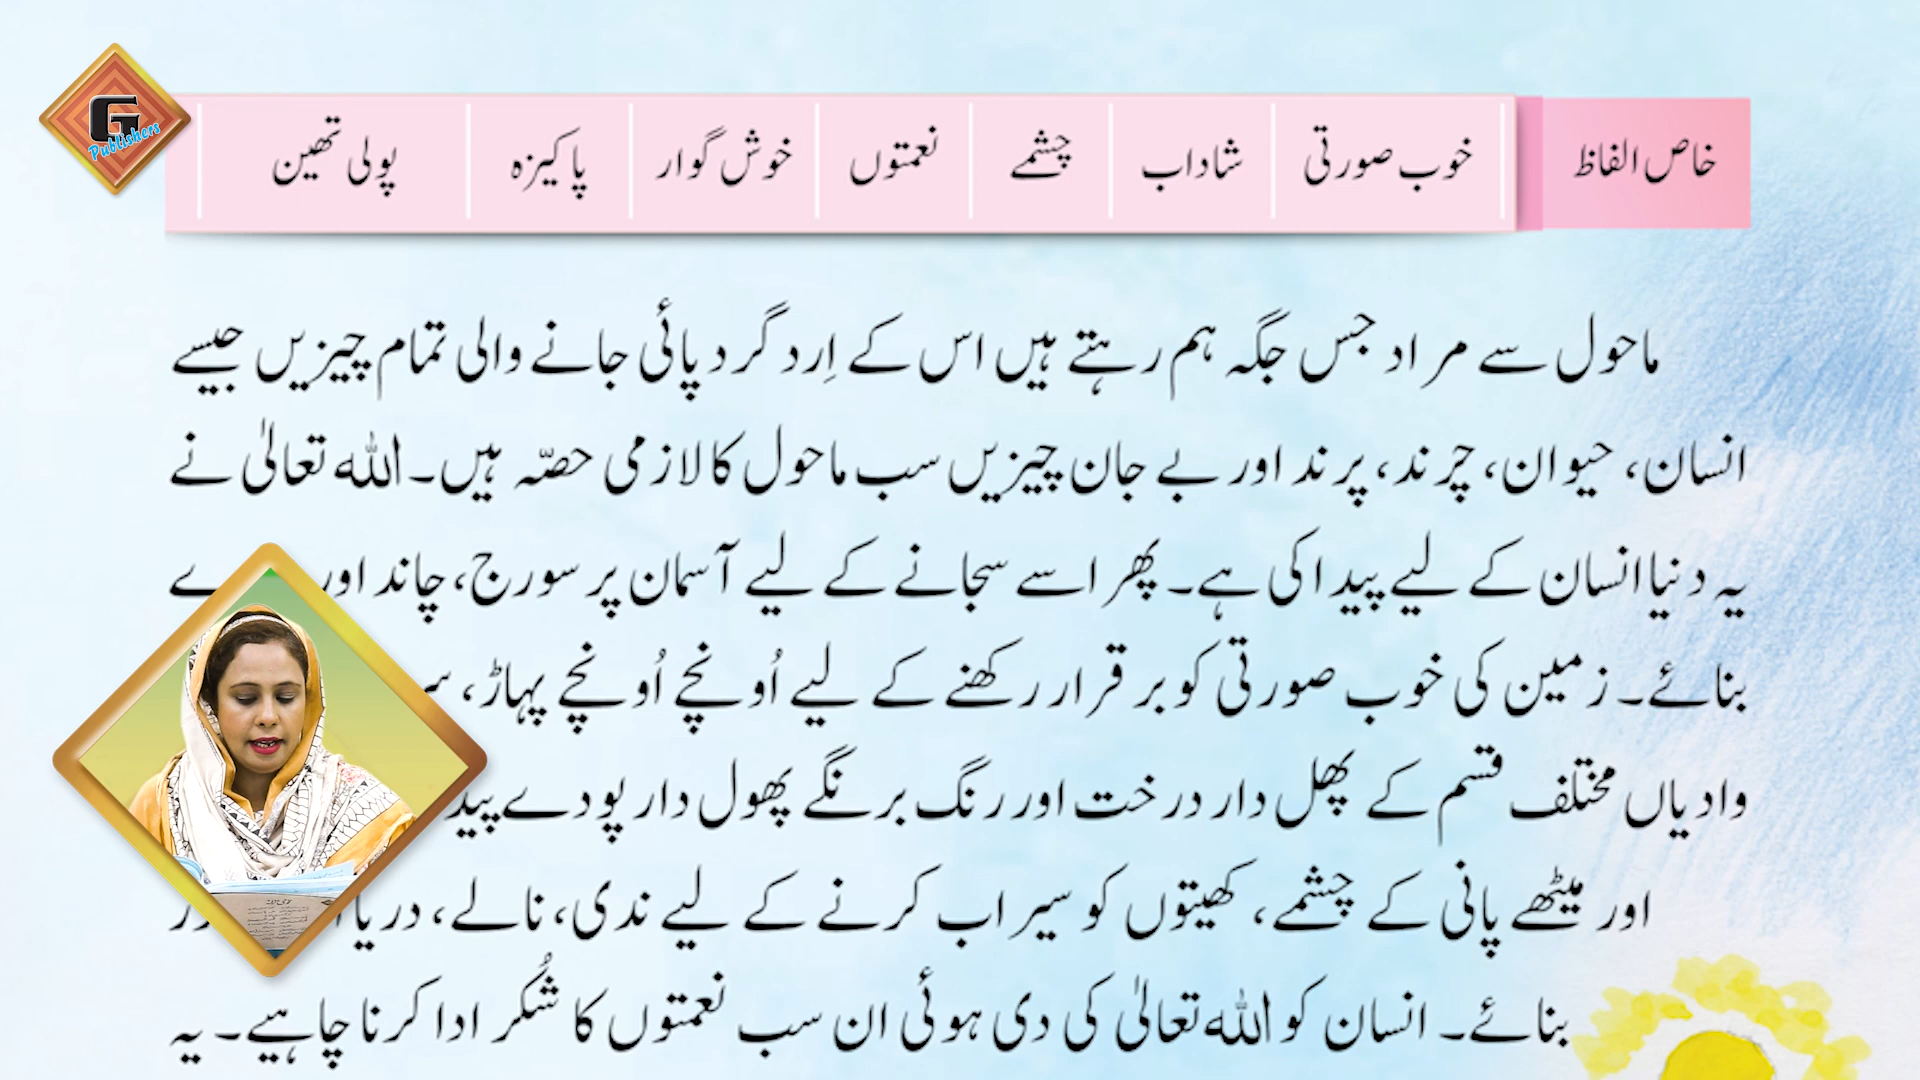 G
Publishers
خاص الفاظ خوب صورتی شاداب چشمے نعمتوں خوش گوار پاکیزہ پولی تھین
ماحول سے مراد جس جگہ ہم رہتے ہیں اس کے اِرد گرد پائی جانے والی تمام چیزیں جیسے
انسان، حیوان، چرند، پرند اور بے جان چیزیں سب ماحول کا لازمی حصّہ ہیں۔ اللہ تعالیٰ نے
یہ دنیا انسان کے لیے پیدا کی ہے۔ پھر اسے سجانے کے لیے آسمان پر سورج، چاند اور
بنائے۔ زمین کی خوب صورتی کو بر قرار رکھنے کے لیے اُونچے اُونچے پہاڑ،
وادیاں مختلف قسم کے پھل دار درخت اور رنگ برنگے پھول دار پودے
اور میٹھے پانی کے چشمے، کھیتوں کو سیراب کرنے کے لیے ندی، نالے، دریا
بنائے۔ انسان کو اللہ تعالیٰ کی دی ہوئی ان سب نعمتوں کا شُکر ادا کرنا چاہیے۔ یہ